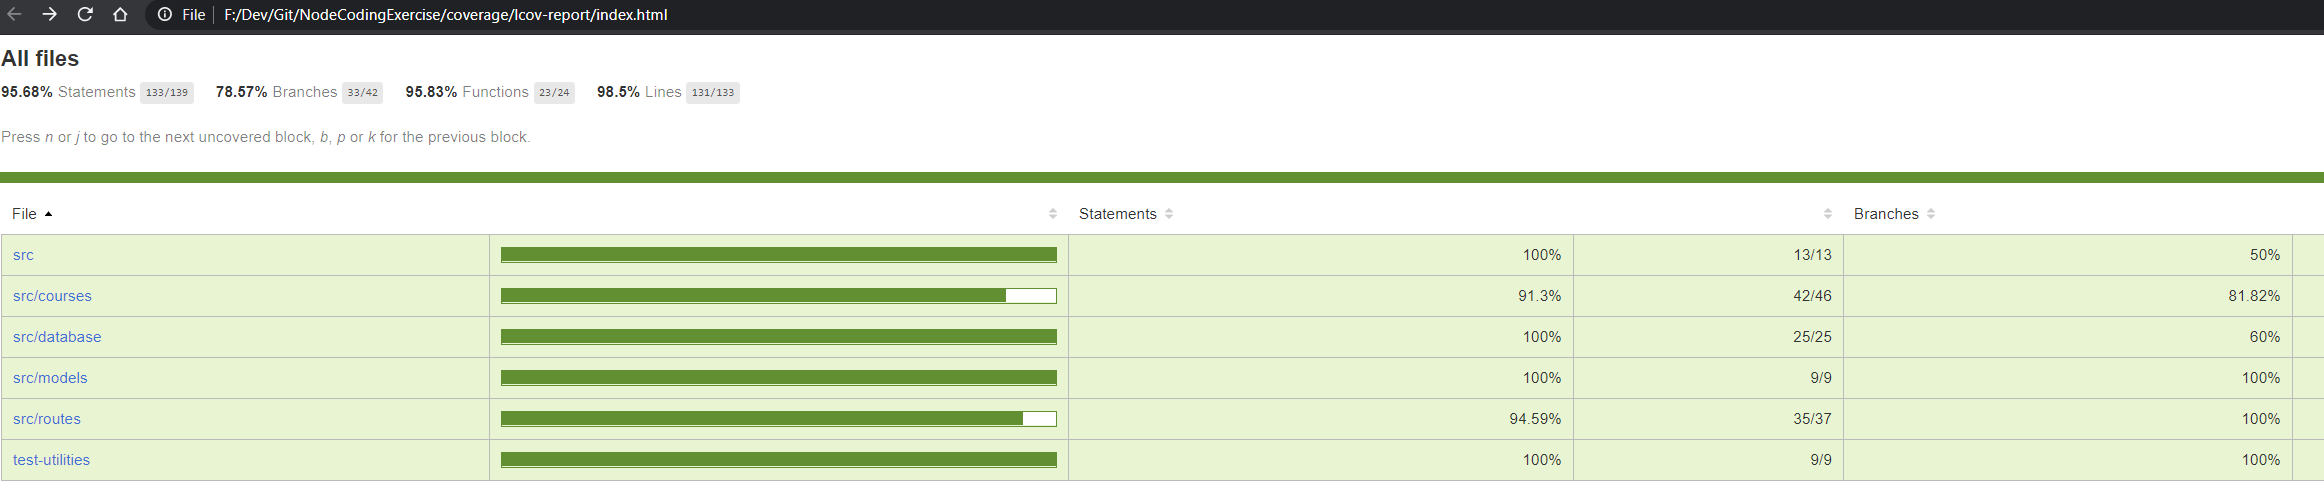 File F:/Dev/Git/NodeCodingExercise/coverage/lcov-report/index.html
All files
95.68% Statements 133/139 78.57% Branches 33/42 95.83% Functions 23/24 98.5% Lines 131/133
Press n or j to go to the next uncovered block, b, p or k for the previous block.
File Statements Branches
src 100% 13/13 50%
src/courses 91.3% 42/46 81.82%
src/database 100% 25/25 60%
src/models 100% 9/9 100%
src/routes 94.59% 35/37 100%
test-utilities 100% 9/9 100%